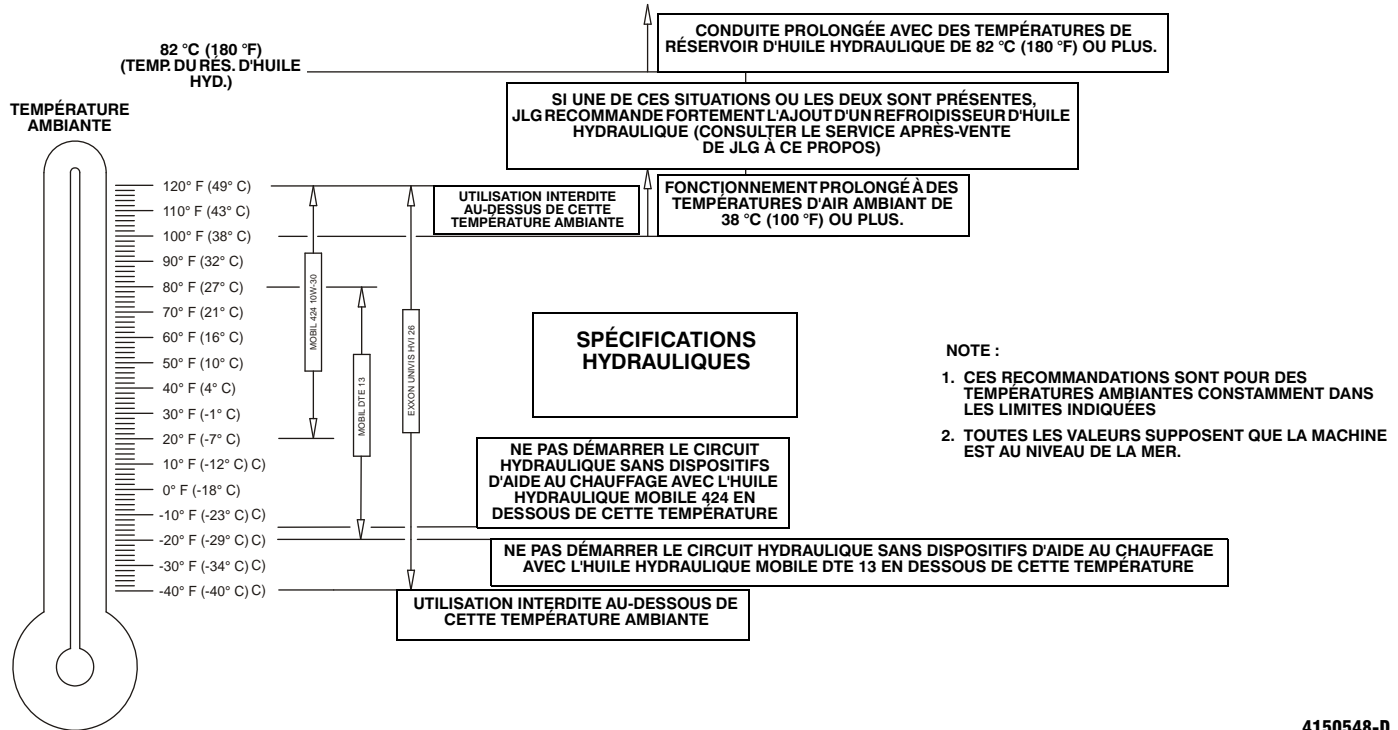 82 °C (180 °F)
(TEMP. DU RÉS. D'HUILE
HYD.)
CONDUITE PROLONGÉE AVEC DES TEMPÉRATURES DE
RÉSERVOIR D'HUILE HYDRAULIQUE DE 82 °C (180 °F) OU PLUS.
SI UNE DE CES SITUATIONS OU LES DEUX SONT PRÉSENTES,
JLG RECOMMANDE FORTEMENT L'AJOUT D'UN REFROIDISSEUR D'HUILE
HYDRAULIQUE (CONSULTER LE SERVICE APRÈS-VENTE
DE JLG À CE PROPOS)
TEMPÉRATURE
AMBIANTE
120° F (49° C)
110° F (43° C)
100° F (38° C)
90° F (32° C)
80° F (27° C)
70° F (21° C)
60° F (16° C)
50° F (10° C)
40° F (4° C)
30° F (-1° C)
20° F (-7° C)
10° F (-12° C) C)
0° F (-18° C)
-10° F (-23° C) C)
-20° F (-29° C) C)
-30° F (-34° C) C)
-40° F (-40° C) C)
MOBIL 424 10W-30
MOBIL DTE 13
EXXON UNIVIS HVI 26
UTILISATION INTERDITE
AU-DESSUS DE CETTE
TEMPÉRATURE AMBIANTE
FONCTIONNEMENT PROLONGÉ À DES
TEMPÉRATURES D'AIR AMBIANT DE
38 °C (100 °F) OU PLUS.
SPÉCIFICATIONS
HYDRAULIQUES
NOTE :
1. CES RECOMMANDATIONS SONT POUR DES
TEMPÉRATURES AMBIANTES CONSTAMMENT DANS
LES LIMITES INDIQUÉES
2. TOUTES LES VALEURS SUPPOSENT QUE LA MACHINE
EST AU NIVEAU DE LA MER.
NE PAS DÉMARRER LE CIRCUIT
HYDRAULIQUE SANS DISPOSITIFS
D'AIDE AU CHAUFFAGE AVEC L'HUILE
HYDRAULIQUE MOBILE 424 EN
DESSOUS DE CETTE TEMPÉRATURE
NE PAS DÉMARRER LE CIRCUIT HYDRAULIQUE SANS DISPOSITIFS D'AIDE AU CHAUFFAGE
AVEC L'HUILE HYDRAULIQUE MOBILE DTE 13 EN DESSOUS DE CETTE TEMPÉRATURE
UTILISATION INTERDITE AU-DESSOUS DE
CETTE TEMPÉRATURE AMBIANTE
4150548-D